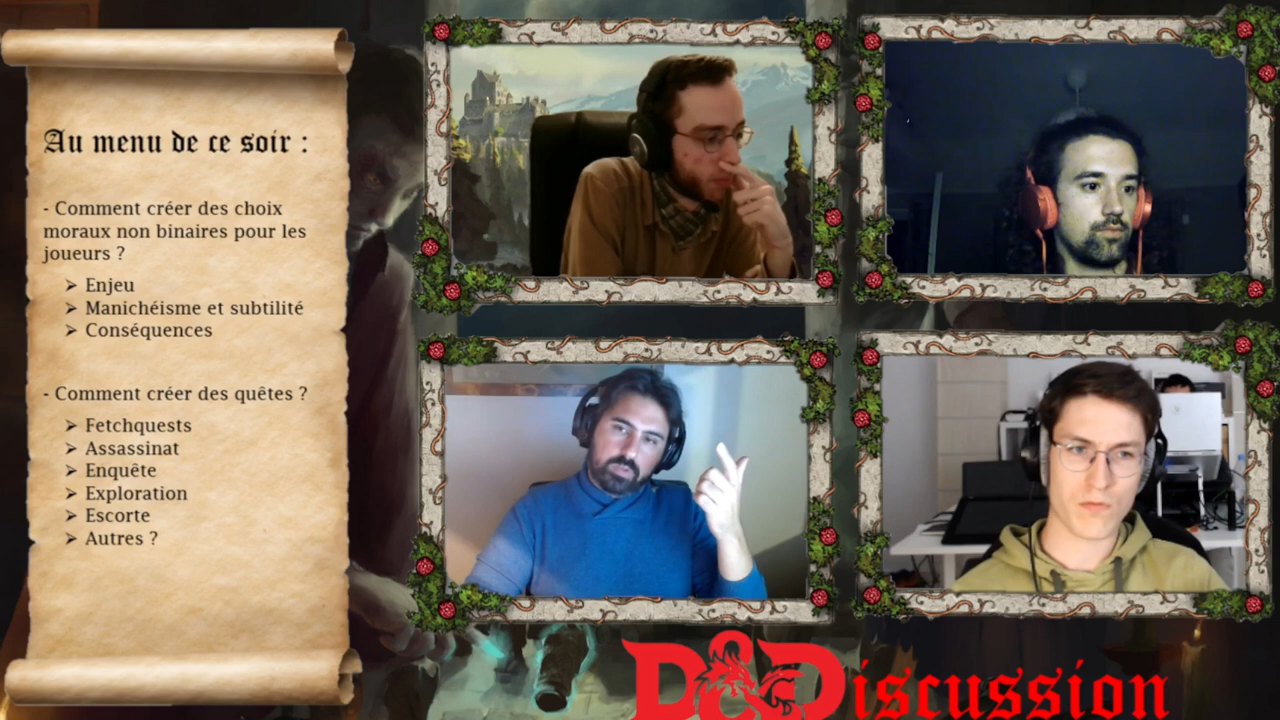 Au menu de ce soir :
- Comment créer des choix
moraux non binaires pour les
joueurs ?
➢ Enjeu
➢ Manichéisme et subtilité
➢ Conséquences
- Comment créer des quêtes ?
➢ Fetchquests
➢ Assassinat
➢ Enquête
➢ Exploration
➢ Escorte
➢ Autres ?
D&Discussion